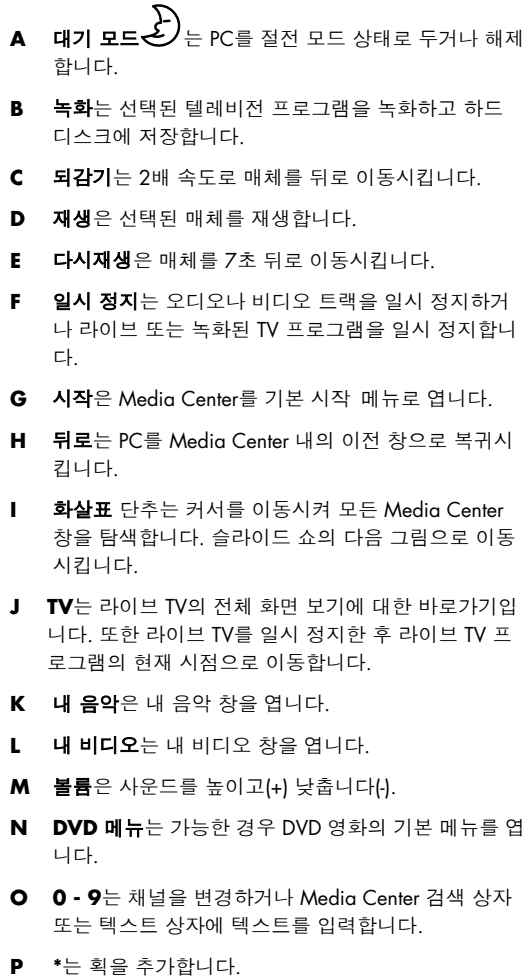 A 대기 모드는 PC를 절전 모드 상태로 두거나 해제
합니다.
B 녹화는 선택된 텔레비전 프로그램을 녹화하고 하드
디스크에 저장합니다.
C 되감기는 2배 속도로 매체를 뒤로 이동시킵니다.
D 재생은 선택된 매체를 재생합니다.
E 다시재생은 매체를 7초 뒤로 이동시킵니다.
F 일시 정지는 오디오나 비디오 트랙을 일시 정지하거
나 라이브 또는 녹화된 TV 프로그램을 일시 정지합니
다.
G 시작은 Media Center를 기본 시작 메뉴로 엽니다.
H 뒤로는 PC를 Media Center 내의 이전 창으로 복귀시
킵니다.
I 화살표 단추는 커서를 이동시켜 모든 Media Center
창을 탐색합니다. 슬라이드 쇼의 다음 그림으로 이동
시킵니다.
J TV는 라이브 TV의 전체 화면 보기에 대한 바로가기입
니다. 또한 라이브 TV를 일시 정지한 후 라이브 TV 프
로그램의 현재 시점으로 이동합니다.
K 내 음악은 내 음악 창을 엽니다.
L 내 비디오는 내 비디오 창을 엽니다.
M 볼륨은 사운드를 높이고(+) 낮춥니다(-).
N DVD 메뉴는 가능한 경우 DVD 영화의 기본 메뉴를 엽
니다.
O 0 - 9는 채널을 변경하거나 Media Center 검색 상자
또는 텍스트 상자에 텍스트를 입력합니다.
P *는 획을 추가합니다.